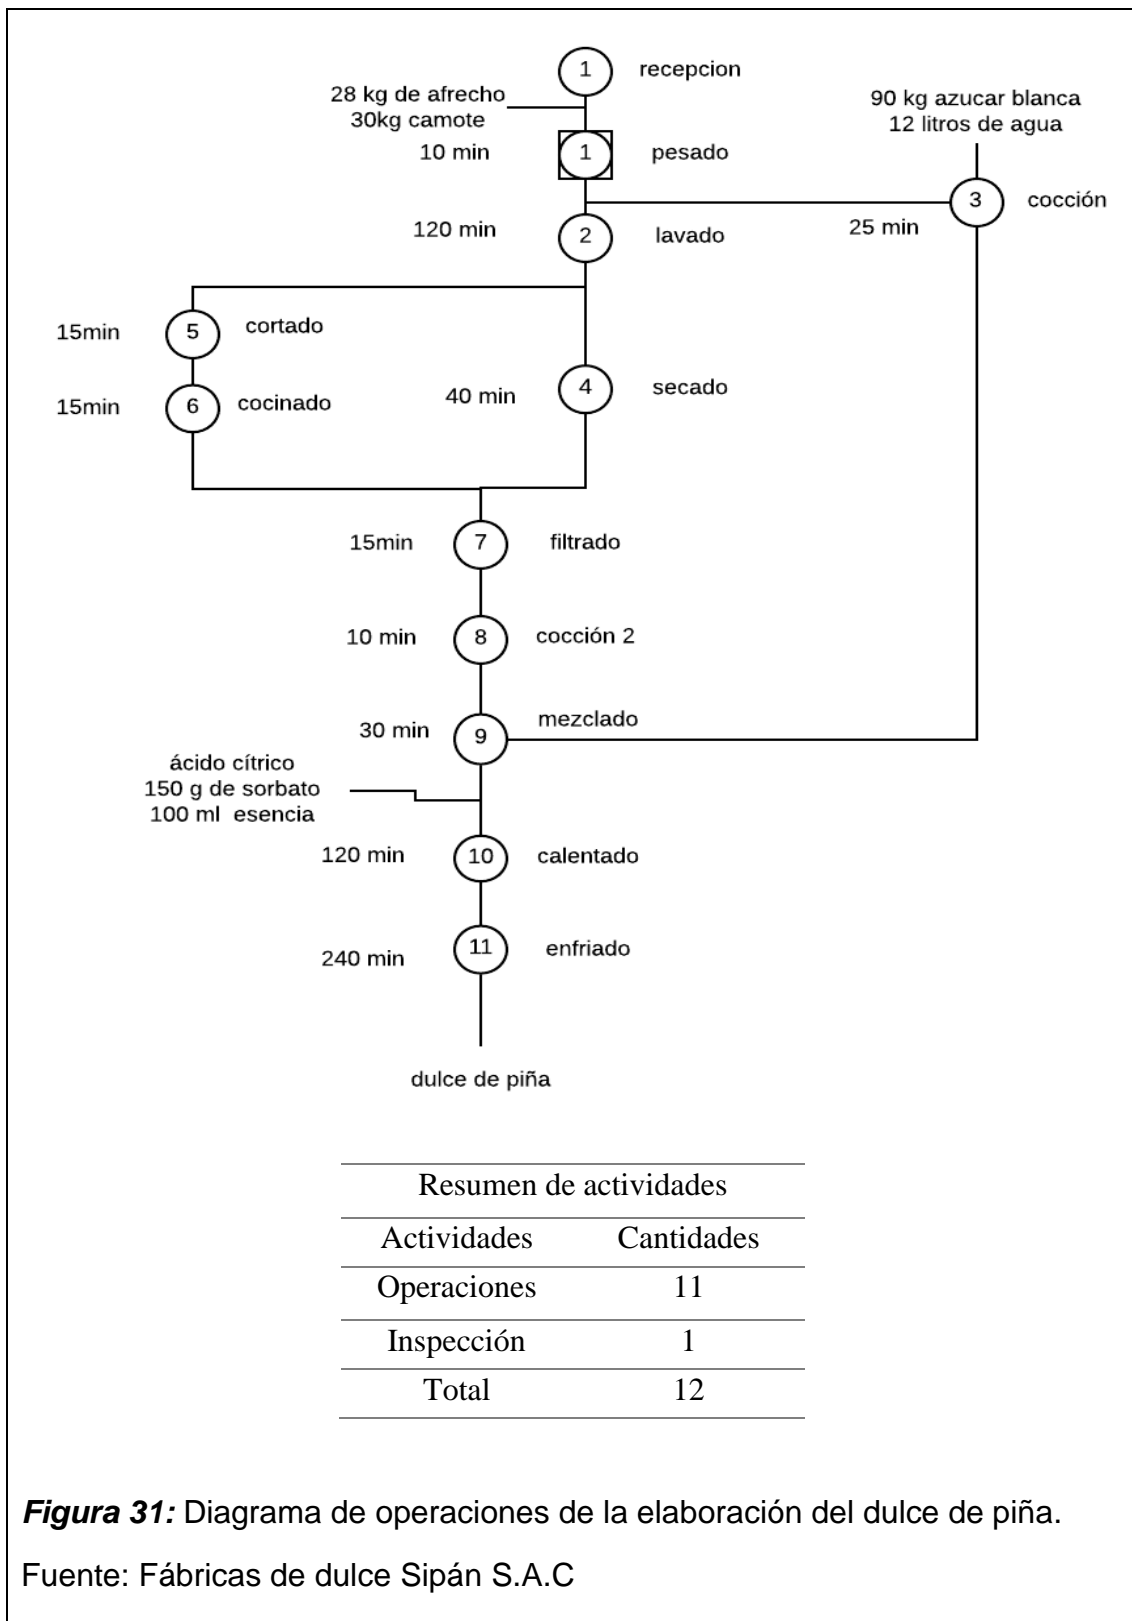 1 recepcion
28 kg de afrecho
30kg camote
90 kg azucar blanca
12 litros de agua
10 min 1 pesado
3 cocción
25 min
120 min 2 lavado
15min 5 cortado
15min 6 cocinado
40 min 4 secado
15min 7 filtrado
10 min 8 cocción 2
30 min 9 mezclado
ácido cítrico
150 g de sorbato
100 ml esencia
120 min 10 calentado
240 min 11 enfriado
dulce de piña
Resumen de actividades
Actividades Cantidades
Operaciones 11
Inspección 1
Total 12
Figura 31: Diagrama de operaciones de la elaboración del dulce de piña.
Fuente: Fábricas de dulce Sipán S.A.C